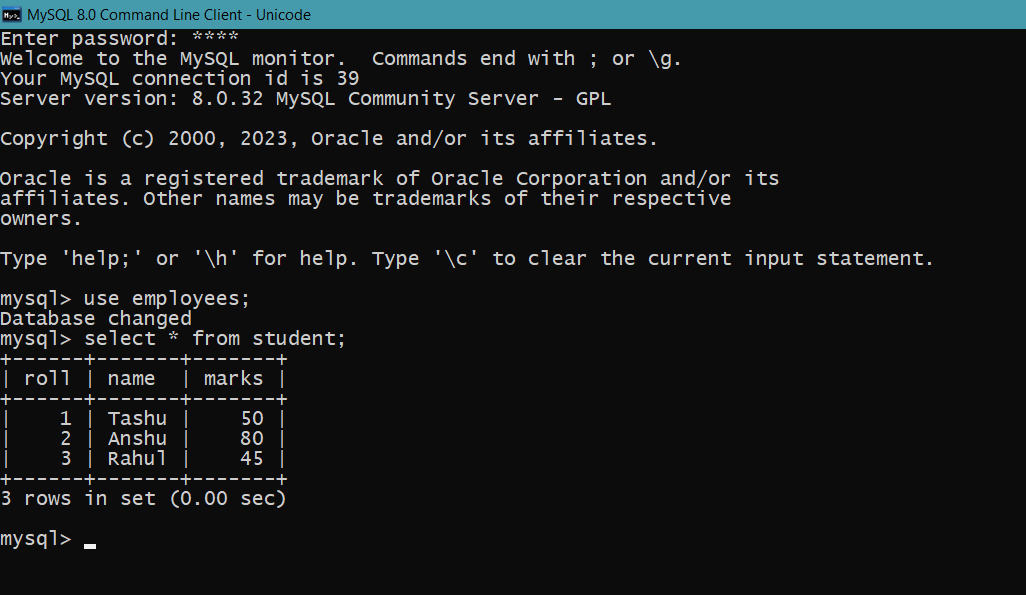 MySQL 8.0 Command Line Client - Unicode
Enter password: ****
Welcome to the MySQL monitor.  Commands end with ; or \g.
Your MySQL connection id is 39
Server version: 8.0.32 MySQL Community Server - GPL

Copyright (c) 2000, 2023, Oracle and/or its affiliates.

Oracle is a registered trademark of Oracle Corporation and/or its
affiliates. Other names may be trademarks of their respective
owners.

Type 'help;' or '\h' for help. Type '\c' to clear the current input statement.

mysql> use employees;
Database changed
mysql> select * from student;
+------+-------+-------+
| roll | name  | marks |
+------+-------+-------+
|    1 | Tashu |    50 |
|    2 | Anshu |    80 |
|    3 | Rahul |    45 |
+------+-------+-------+
3 rows in set (0.00 sec)

mysql> _